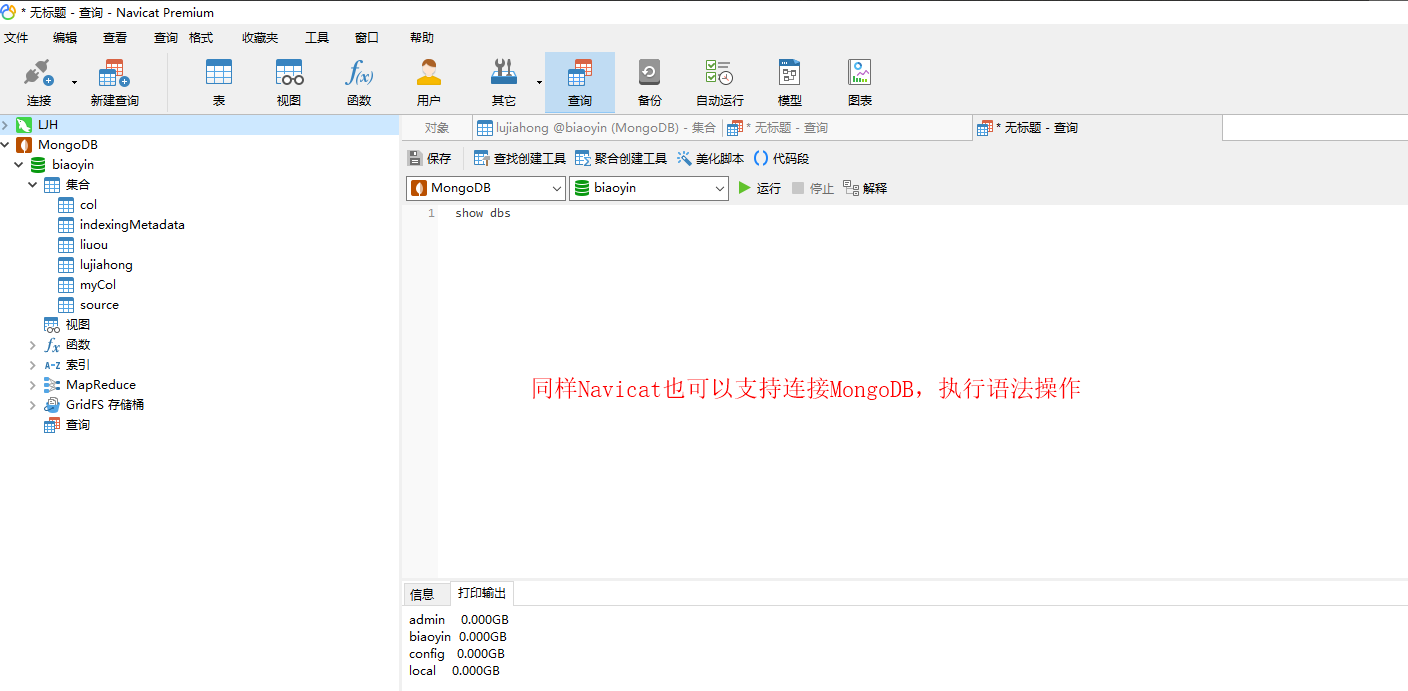 * 无标题 - 查询 - Navicat Premium
文件 编辑 查看 查询 格式 收藏夹 工具 窗口 帮助
连接 新建查询 表 视图 函数 用户 其它 查询 备份 自动运行 模型 图表
LJH
MongoDB
biaoyin
集合
col
indexingMetadata
liuou
lujiahong
myCol
source
视图
函数
索引
MapReduce
GridFS 存储桶
查询
对象 lujiahong @biaoyin (MongoDB) - 集合 * 无标题 - 查询 * 无标题 - 查询
保存 查找创建工具 聚合创建工具 美化脚本 () 代码段
MongoDB biaoyin 运行 停止 解释
1 show dbs
同样Navicat也可以支持连接MongoDB，执行语法操作
信息 打印输出
admin 0.000GB
biaoyin 0.000GB
config 0.000GB
local 0.000GB